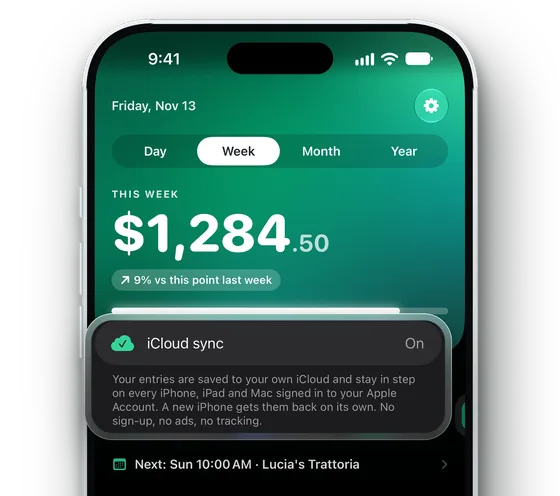 9:41
Friday, Nov 13
Day Week Month Year
THIS WEEK
$1,284.50
9% vs this point last week
iCloud sync On
Your entries are saved to your own iCloud and stay in step
on every iPhone, iPad and Mac signed in to your Apple
Account. A new iPhone gets them back on its own. No
sign-up, no ads, no tracking.
Next: Sun 10:00 AM · Lucia's Trattoria